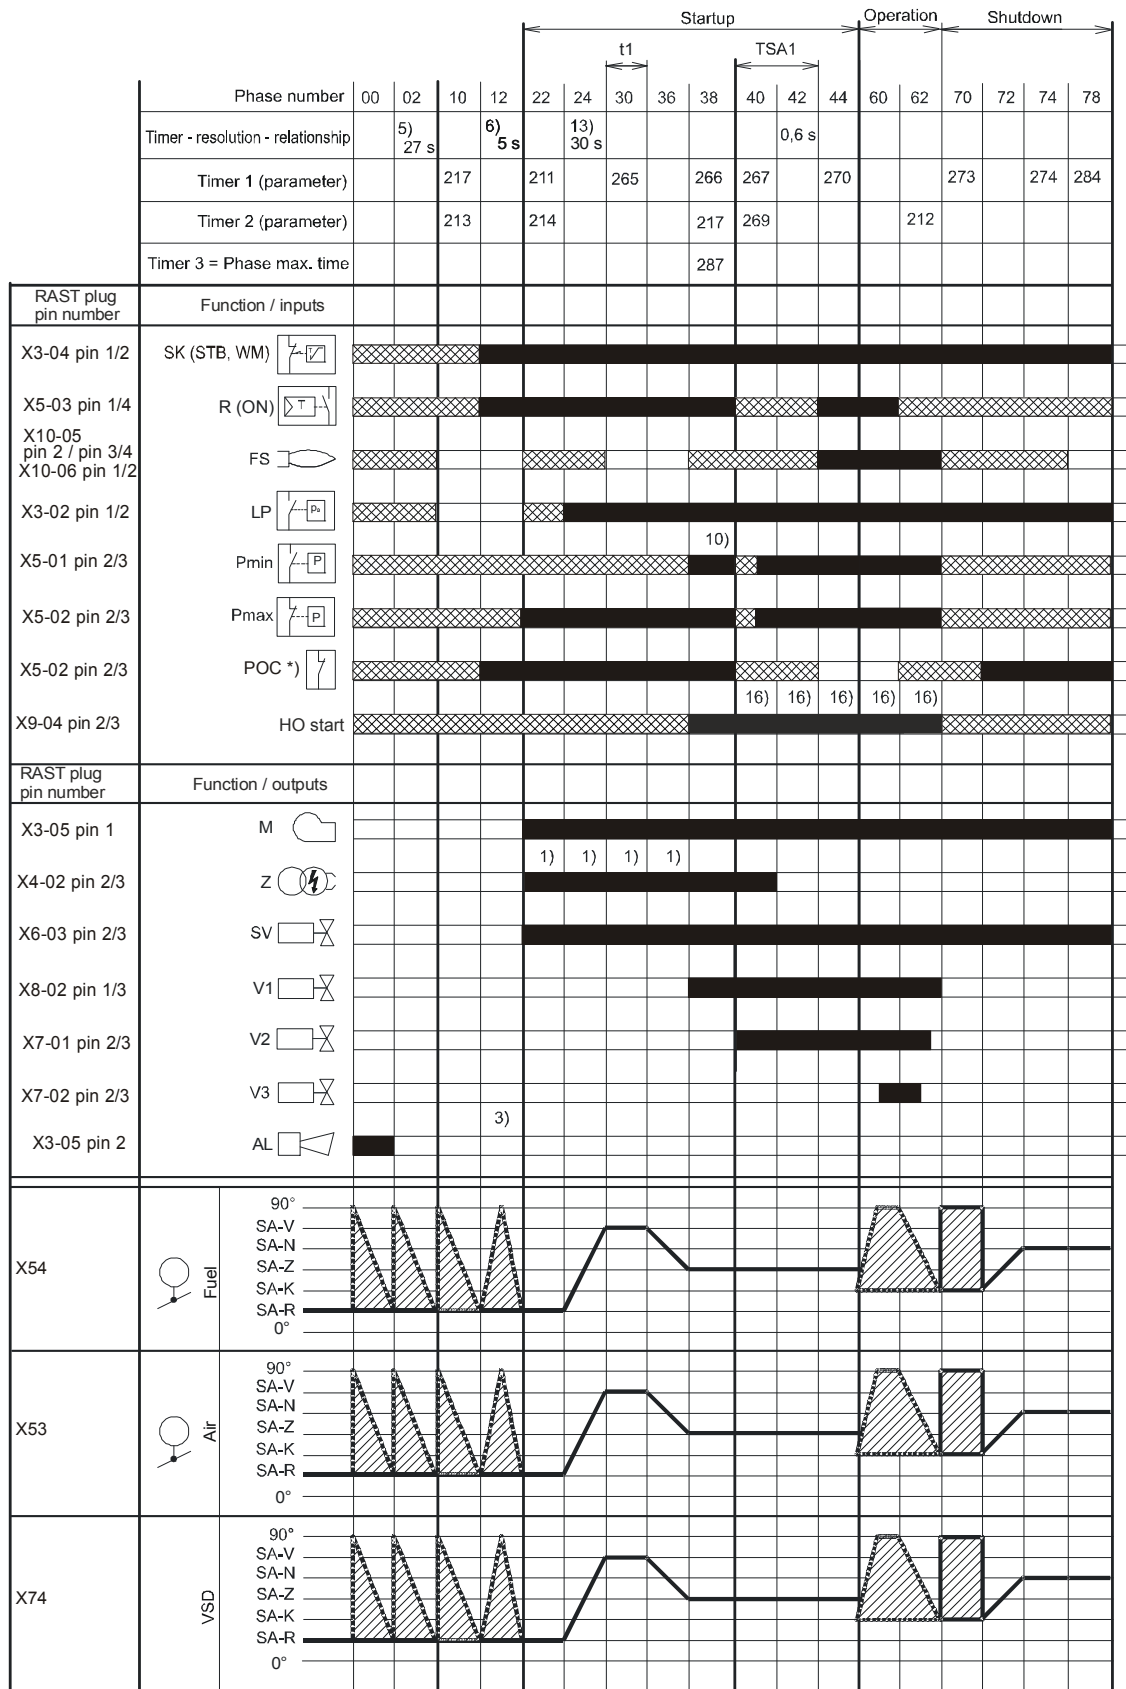 Startup Operation Shutdown
t1 TSA1
Phase number 00 02 10 12 22 24 30 36 38 40 42 44 60 62 70 72 74 78
Timer - resolution - relationship 5) 27 s 6) 5 s 13) 30 s 0,6 s
Timer 1 (parameter) 217 211 265 266 267 270 273 274 284
Timer 2 (parameter) 213 214 217 269 212
Timer 3 = Phase max. time 287
RAST plug pin number Function / inputs
X3-04 pin 1/2 SK (STB, WM)
X5-03 pin 1/4 R (ON) T
X10-05
pin 2 / pin 3/4
X10-06 pin 1/2 FS
X3-02 pin 1/2 LP
10)
X5-01 pin 2/3 Pmin P
X5-02 pin 2/3 Pmax P
X5-02 pin 2/3 POC *)
16) 16) 16) 16) 16)
X9-04 pin 2/3 HO start
RAST plug pin number Function / outputs
X3-05 pin 1 M
1) 1) 1) 1)
X4-02 pin 2/3 Z
X6-03 pin 2/3 SV
X8-02 pin 1/3 V1
X7-01 pin 2/3 V2
X7-02 pin 2/3 V3
3)
X3-05 pin 2 AL
X54 Fuel
90°
SA-V
SA-N
SA-Z
SA-K
SA-R
0°
X53 Air
90°
SA-V
SA-N
SA-Z
SA-K
SA-R
0°
X74 VSD
90°
SA-V
SA-N
SA-Z
SA-K
SA-R
0°